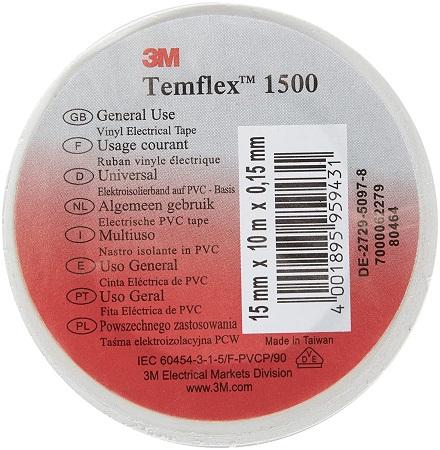 3M
Temflex™ 1500
GB General Use
Vinyl Electrical Tape
F Usage courant
Ruban vinyle électrique
D Universal
Elektroisolierband auf PVC - Basis
NL Algemeen gebruik
Electrische PVC tape
I Multiuso
Nastro isolante in PVC
E Uso General
Cinta Eléctrica de PVC
PT Uso Geral
Fita Eléctrica de PVC
PL Powszechnego zastosowania
Taśma elektroizolacyjna PCW
15 mm x 10 m x 0,15 mm
4 001895 959431
DE-2729-5097-8
7000062279
80464
Made in Taiwan
IEC 60454-3-1-5/F-PVCP/90
VDE
3M Electrical Markets Division
www.3M.com